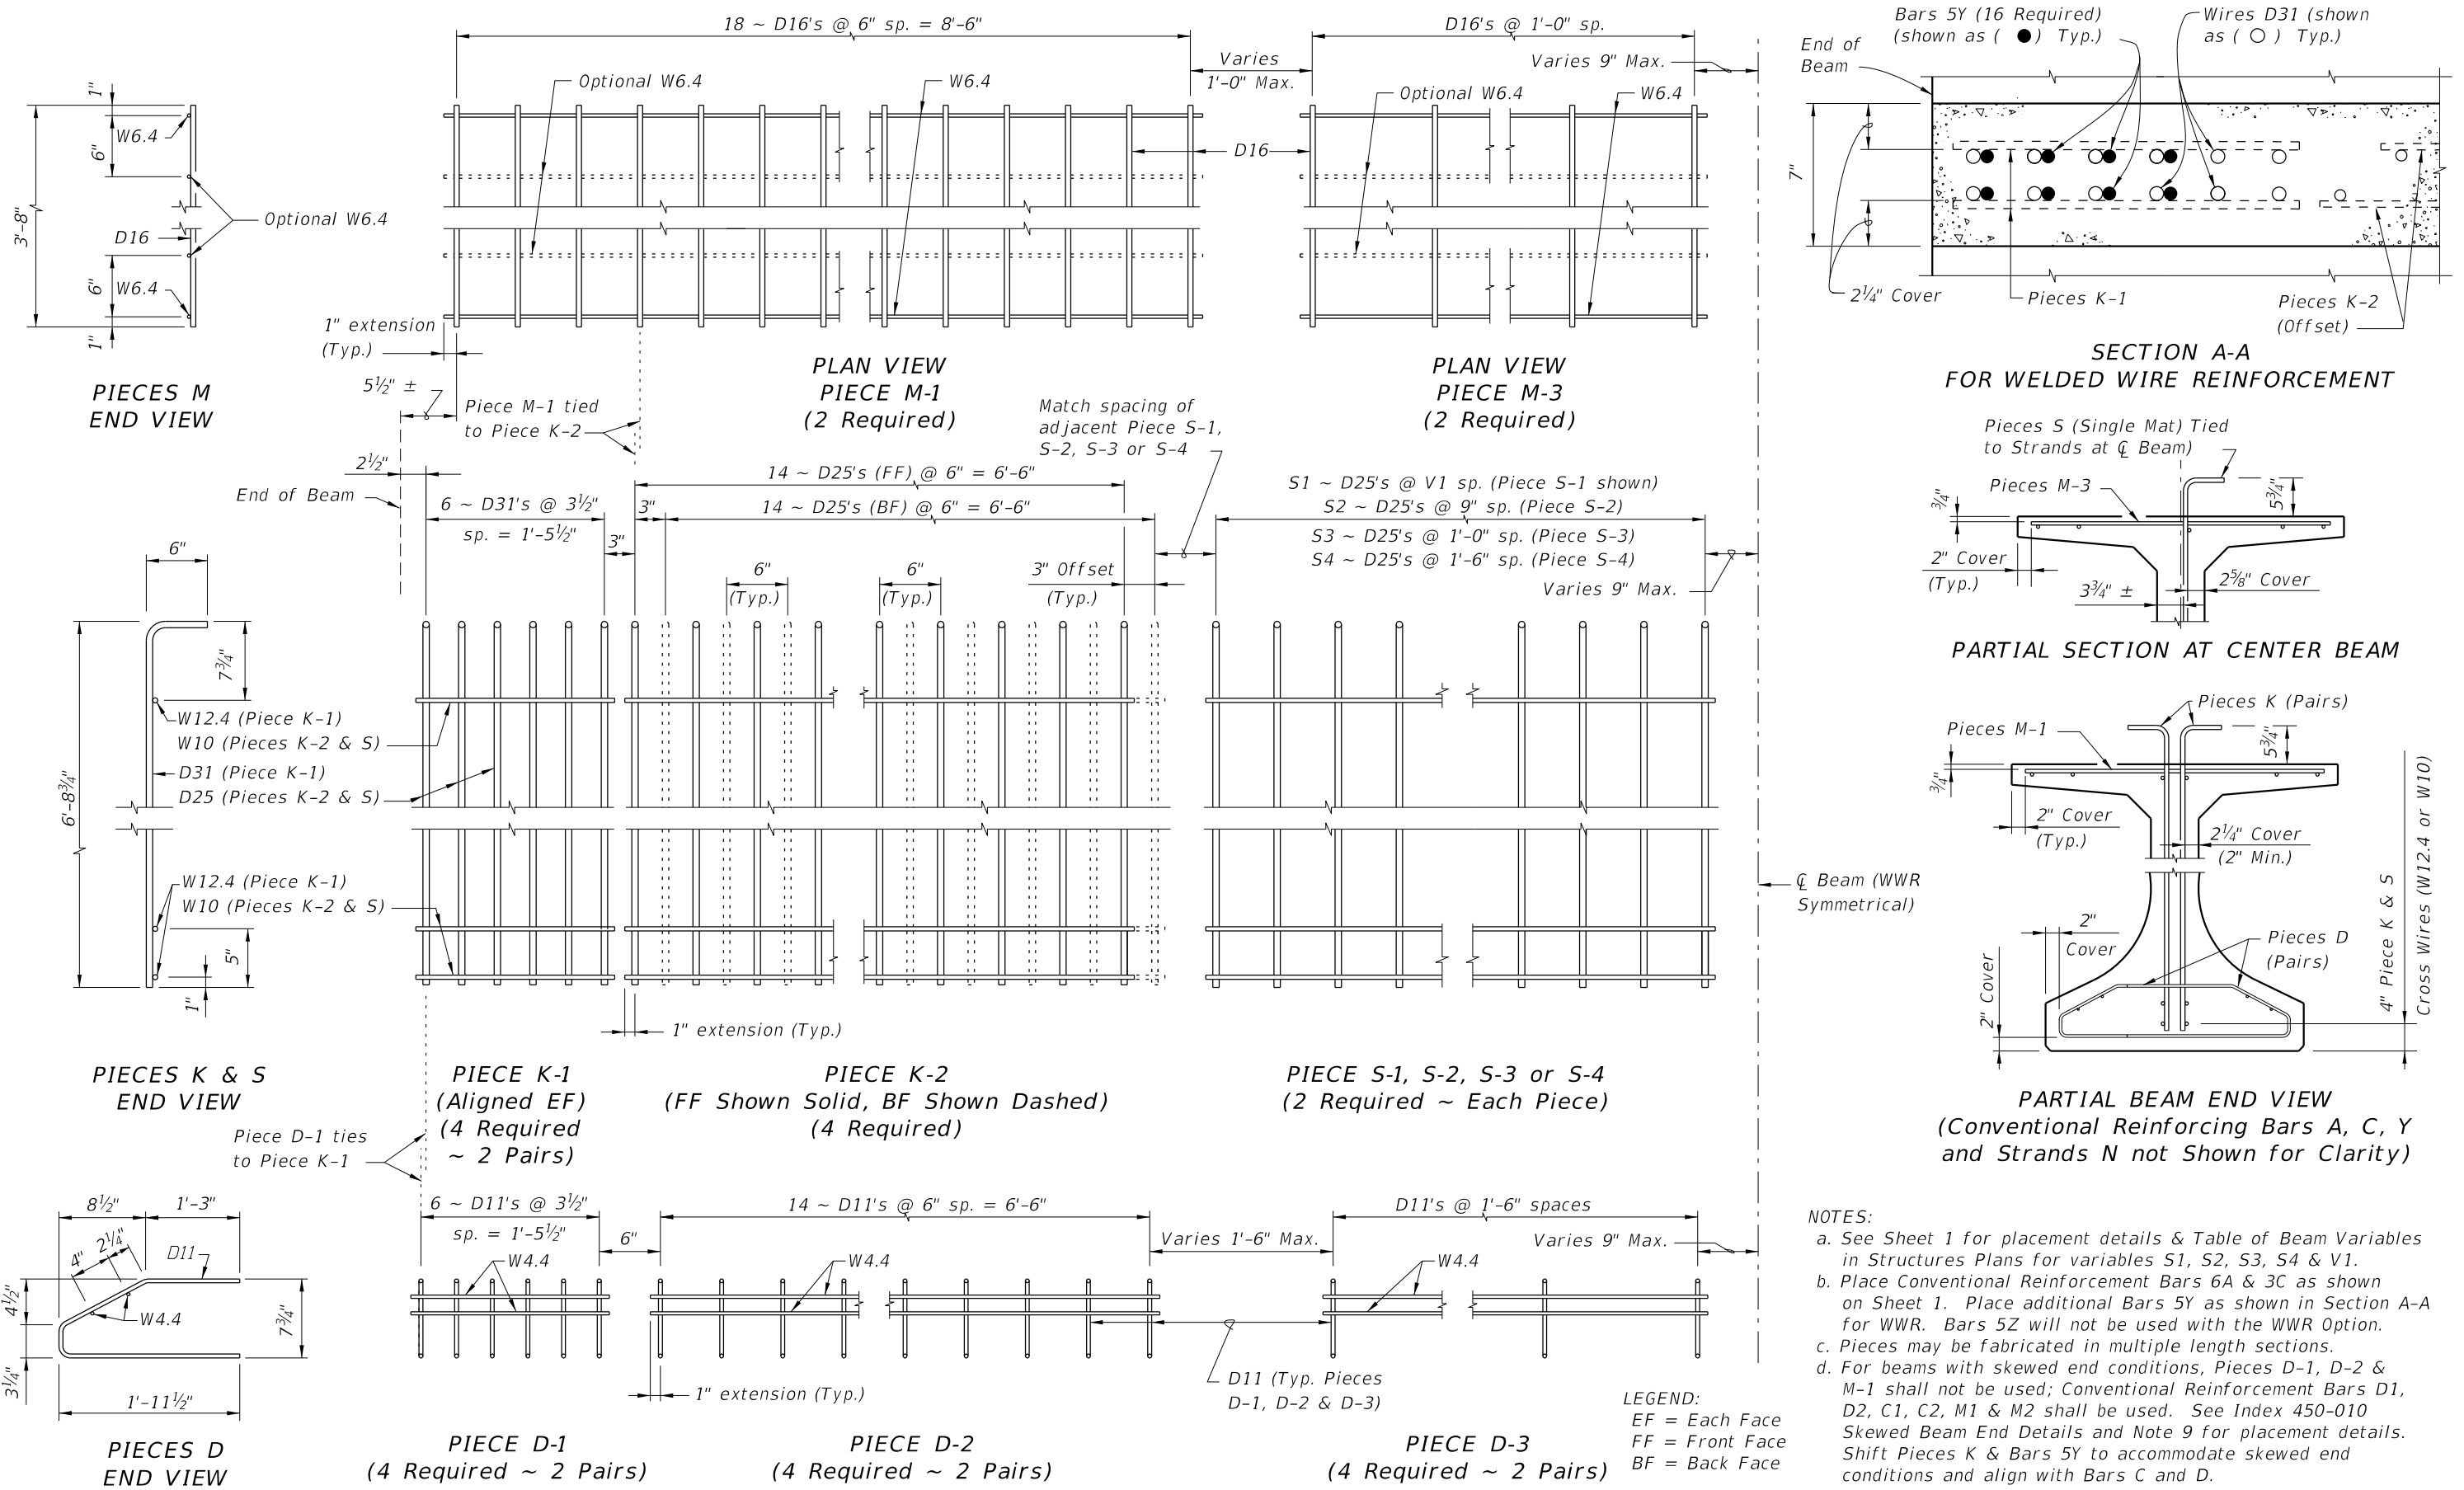 18 ~ D16's @ 6" sp. = 8'-6"
D16's @ 1'-0" sp.
Varies
1'-0" Max.
Varies 9" Max.
Optional W6.4
W6.4
Optional W6.4
W6.4
D16
1"
6"
W6.4
3'-8"
Optional W6.4
D16
6"
W6.4
1"
1" extension
(Typ.)
PIECES M
END VIEW
PLAN VIEW
PIECE M-1
(2 Required)
PLAN VIEW
PIECE M-3
(2 Required)
Bars 5Y (16 Required)
(shown as ( ● ) Typ.)
Wires D31 (shown
as ( ○ ) Typ.)
End of
Beam
7"
2¼" Cover
Pieces K-1
Pieces K-2
(Offset)
SECTION A-A
FOR WELDED WIRE REINFORCEMENT
5½" ±
Piece M-1 tied
to Piece K-2
Match spacing of
adjacent Piece S-1,
S-2, S-3 or S-4
2½"
End of Beam
6 ~ D31's @ 3½"
sp. = 1'-5½"
3"
3"
14 ~ D25's (FF) @ 6" = 6'-6"
14 ~ D25's (BF) @ 6" = 6'-6"
6"
(Typ.)
6"
(Typ.)
3" Offset
(Typ.)
S1 ~ D25's @ V1 sp. (Piece S-1 shown)
S2 ~ D25's @ 9" sp. (Piece S-2)
S3 ~ D25's @ 1'-0" sp. (Piece S-3)
S4 ~ D25's @ 1'-6" sp. (Piece S-4)
Varies 9" Max.
6"
7¾"
6'-8¾"
W12.4 (Piece K-1)
W10 (Pieces K-2 & S)
D31 (Piece K-1)
D25 (Pieces K-2 & S)
W12.4 (Piece K-1)
W10 (Pieces K-2 & S)
5"
1"
1" extension (Typ.)
℄ Beam (WWR
Symmetrical)
PIECES K & S
END VIEW
PIECE K-1
(Aligned EF)
(4 Required
~ 2 Pairs)
PIECE K-2
(FF Shown Solid, BF Shown Dashed)
(4 Required)
PIECE S-1, S-2, S-3 or S-4
(2 Required ~ Each Piece)
Pieces S (Single Mat) Tied
to Strands at ℄ Beam)
Pieces M-3
¾"
5¾"
2" Cover
(Typ.)
3¾" ±
2⅝" Cover
PARTIAL SECTION AT CENTER BEAM
Pieces K (Pairs)
Pieces M-1
¾"
5¾"
2" Cover
(Typ.)
2¼" Cover
(2" Min.)
2"
Cover
Pieces D
(Pairs)
2" Cover
4" Piece K & S
Cross Wires (W12.4 or W10)
PARTIAL BEAM END VIEW
(Conventional Reinforcing Bars A, C, Y
and Strands N not Shown for Clarity)
Piece D-1 ties
to Piece K-1
8½"
1'-3"
4"
2¼"
D11
4½"
W4.4
7¾"
3¼"
1'-11½"
PIECES D
END VIEW
6 ~ D11's @ 3½"
sp. = 1'-5½"
6"
W4.4
14 ~ D11's @ 6" sp. = 6'-6"
W4.4
Varies 1'-6" Max.
D11's @ 1'-6" spaces
Varies 9" Max.
W4.4
1" extension (Typ.)
D11 (Typ. Pieces
D-1, D-2 & D-3)
PIECE D-1
(4 Required ~ 2 Pairs)
PIECE D-2
(4 Required ~ 2 Pairs)
PIECE D-3
(4 Required ~ 2 Pairs)
LEGEND:
EF = Each Face
FF = Front Face
BF = Back Face
NOTES:
a. See Sheet 1 for placement details & Table of Beam Variables
in Structures Plans for variables S1, S2, S3, S4 & V1.
b. Place Conventional Reinforcement Bars 6A & 3C as shown
on Sheet 1. Place additional Bars 5Y as shown in Section A-A
for WWR. Bars 5Z will not be used with the WWR Option.
c. Pieces may be fabricated in multiple length sections.
d. For beams with skewed end conditions, Pieces D-1, D-2 &
M-1 shall not be used; Conventional Reinforcement Bars D1,
D2, C1, C2, M1 & M2 shall be used. See Index 450-010
Skewed Beam End Details and Note 9 for placement details.
Shift Pieces K & Bars 5Y to accommodate skewed end
conditions and align with Bars C and D.